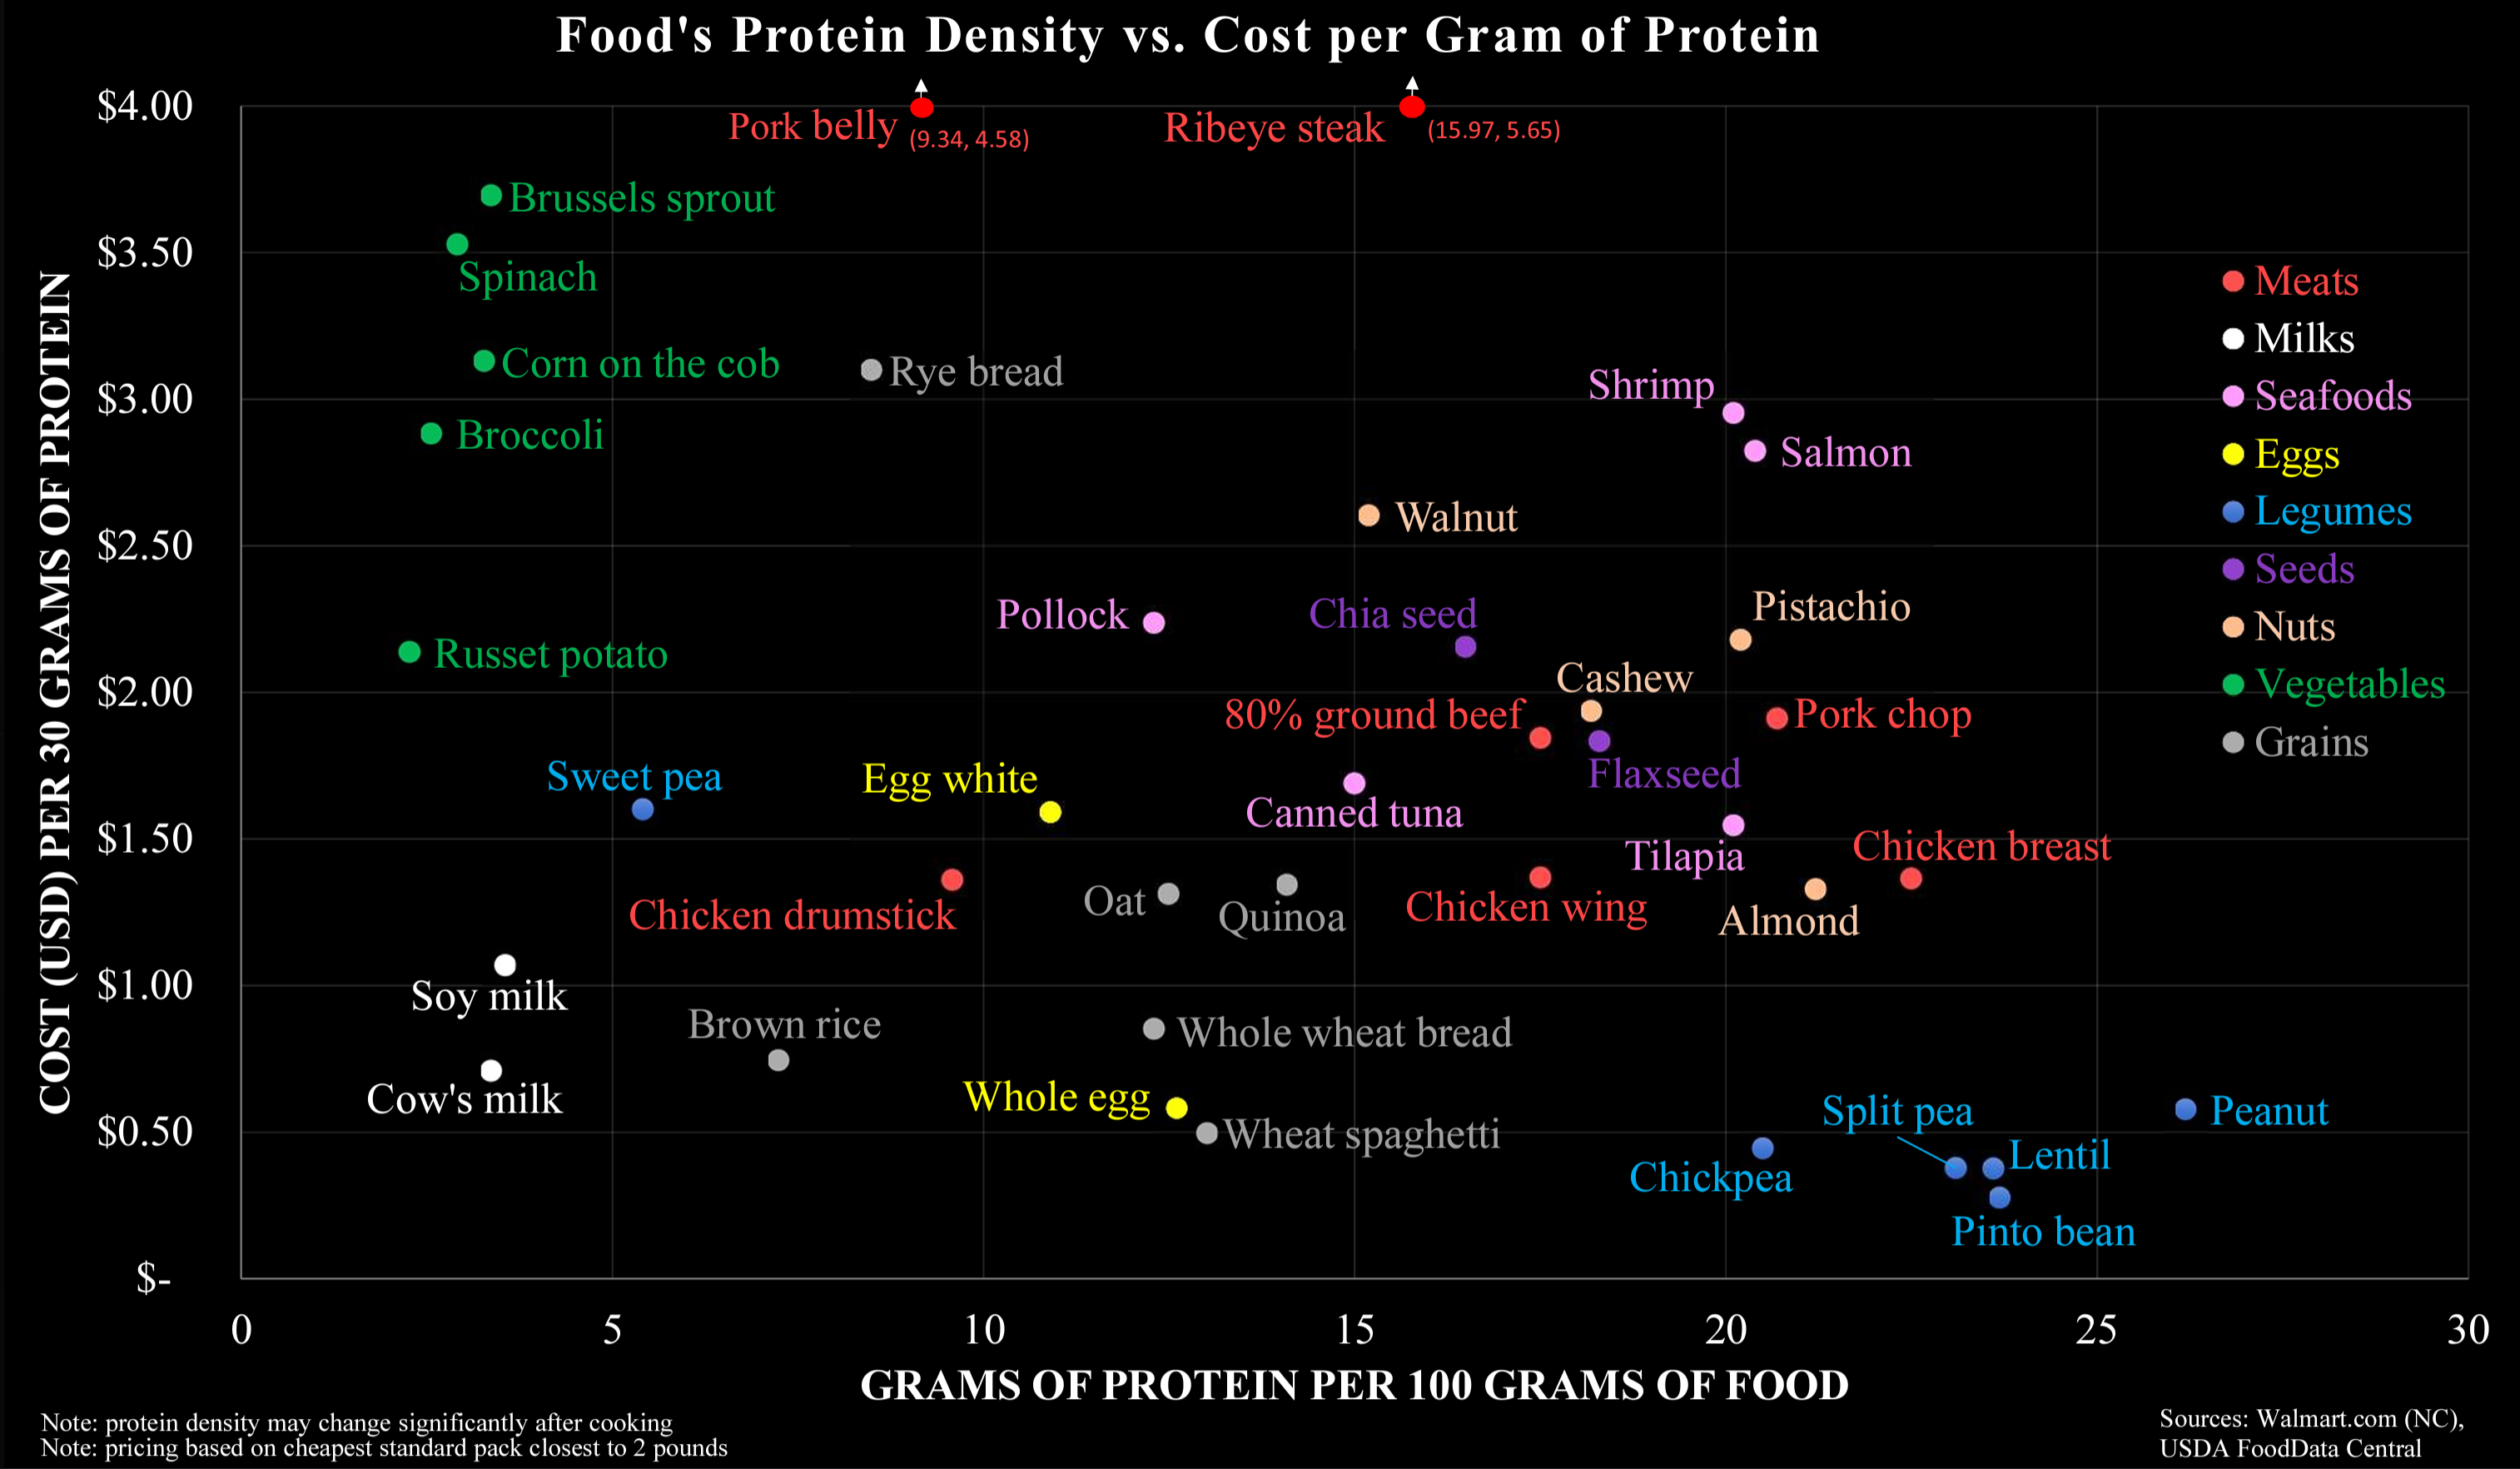 Food's Protein Density vs. Cost per Gram of Protein
$4.00
Pork belly (9.34, 4.58)
Ribeye steak (15.97, 5.65)
Brussels sprout
$3.50
Spinach
Meats
Milks
Corn on the cob
Rye bread
Shrimp
$3.00
Seafoods
Broccoli
Salmon
Eggs
Walnut
Legumes
$2.50
Seeds
Pollock
Chia seed
Pistachio
Nuts
Russet potato
Cashew
$2.00
Vegetables
80% ground beef
Pork chop
Grains
Sweet pea
Egg white
Flaxseed
Canned tuna
$1.50
Tilapia
Chicken breast
Chicken drumstick
Oat
Quinoa
Chicken wing
Almond
$1.00
Soy milk
Brown rice
Whole wheat bread
Cow's milk
Whole egg
Split pea
Peanut
$0.50
Wheat spaghetti
Lentil
Chickpea
Pinto bean
$-
COST (USD) PER 30 GRAMS OF PROTEIN
0 5 10 15 20 25 30
GRAMS OF PROTEIN PER 100 GRAMS OF FOOD
Note: protein density may change significantly after cooking
Note: pricing based on cheapest standard pack closest to 2 pounds
Sources: Walmart.com (NC),
USDA FoodData Central